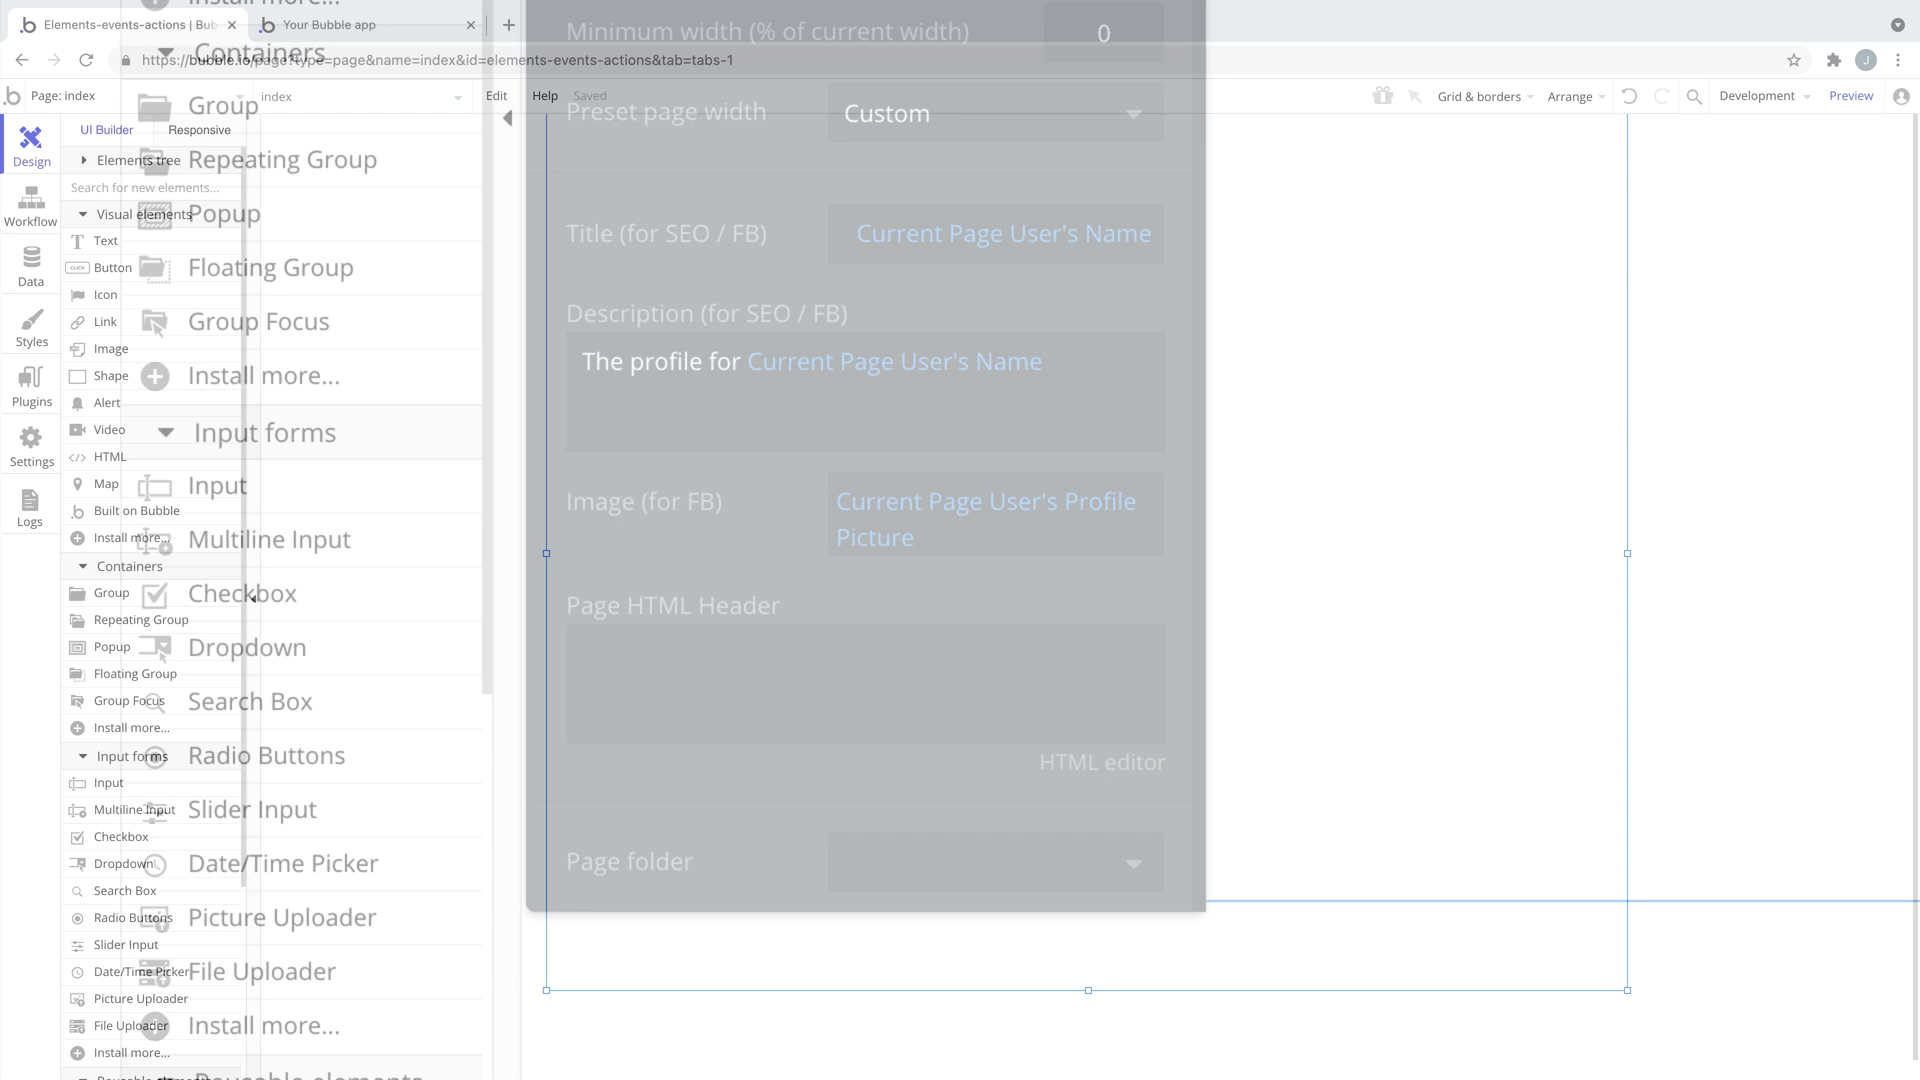 Elements-events-actions | Bub
Your Bubble app
https://bubble.io/page?type=page&name=index&id=elements-events-actions&tab=tabs-1
Page: index
index
Edit
Help
Saved
Grid & borders
Arrange
Development
Preview
Design
Workflow
Data
Styles
Plugins
Settings
Logs
UI Builder
Responsive
Elements tree
Search for new elements...
Visual elements
Text
Button
Icon
Link
Image
Shape
Alert
Video
HTML
Map
Built on Bubble
Install more...
Containers
Group
Repeating Group
Popup
Floating Group
Group Focus
Install more...
Input forms
Input
Multiline Input
Checkbox
Dropdown
Search Box
Radio Buttons
Slider Input
Date/Time Picker
Picture Uploader
File Uploader
Install more...
Reusable elements
Install more...
Containers
Group
Repeating Group
Popup
Floating Group
Group Focus
Install more...
Input forms
Input
Multiline Input
Checkbox
Dropdown
Search Box
Radio Buttons
Slider Input
Date/Time Picker
Picture Uploader
File Uploader
Install more...
Reusable elements
Minimum width (% of current width)
0
Preset page width
Custom
Title (for SEO / FB)
Current Page User's Name
Description (for SEO / FB)
The profile for Current Page User's Name
Image (for FB)
Current Page User's Profile
Picture
Page HTML Header
HTML editor
Page folder
J
CLICK